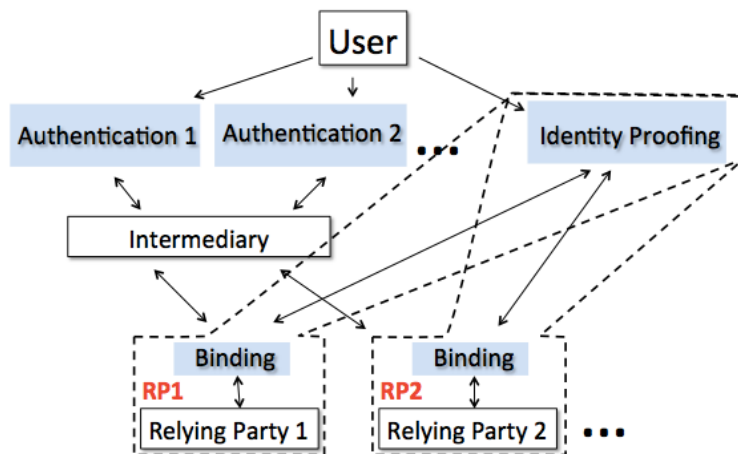 User
Authentication 1
Authentication 2
...
Identity Proofing
Intermediary
Binding
Binding
RP1
RP2
Relying Party 1
Relying Party 2
...